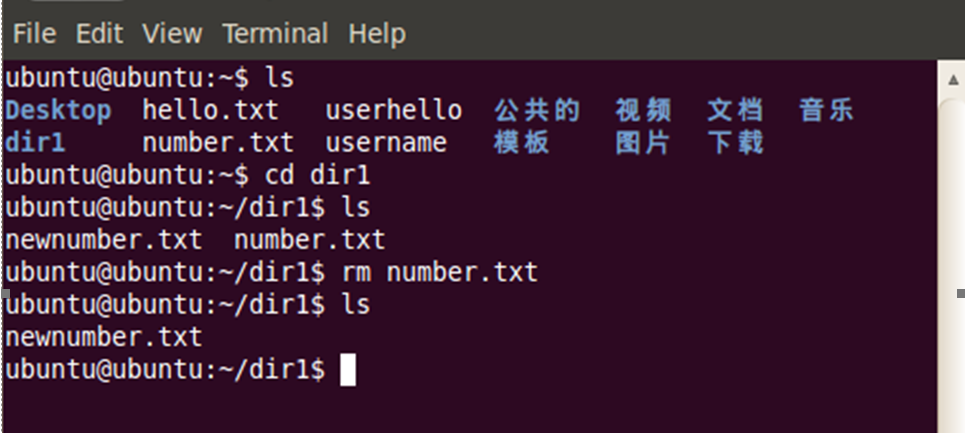 File Edit View Terminal Help
ubuntu@ubuntu:~$ ls
Desktop hello.txt userhello 公共的 视频 文档 音乐
dir1 number.txt username 模板 图片 下载
ubuntu@ubuntu:~$ cd dir1
ubuntu@ubuntu:~/dir1$ ls
newnumber.txt number.txt
ubuntu@ubuntu:~/dir1$ rm number.txt
ubuntu@ubuntu:~/dir1$ ls
newnumber.txt
ubuntu@ubuntu:~/dir1$